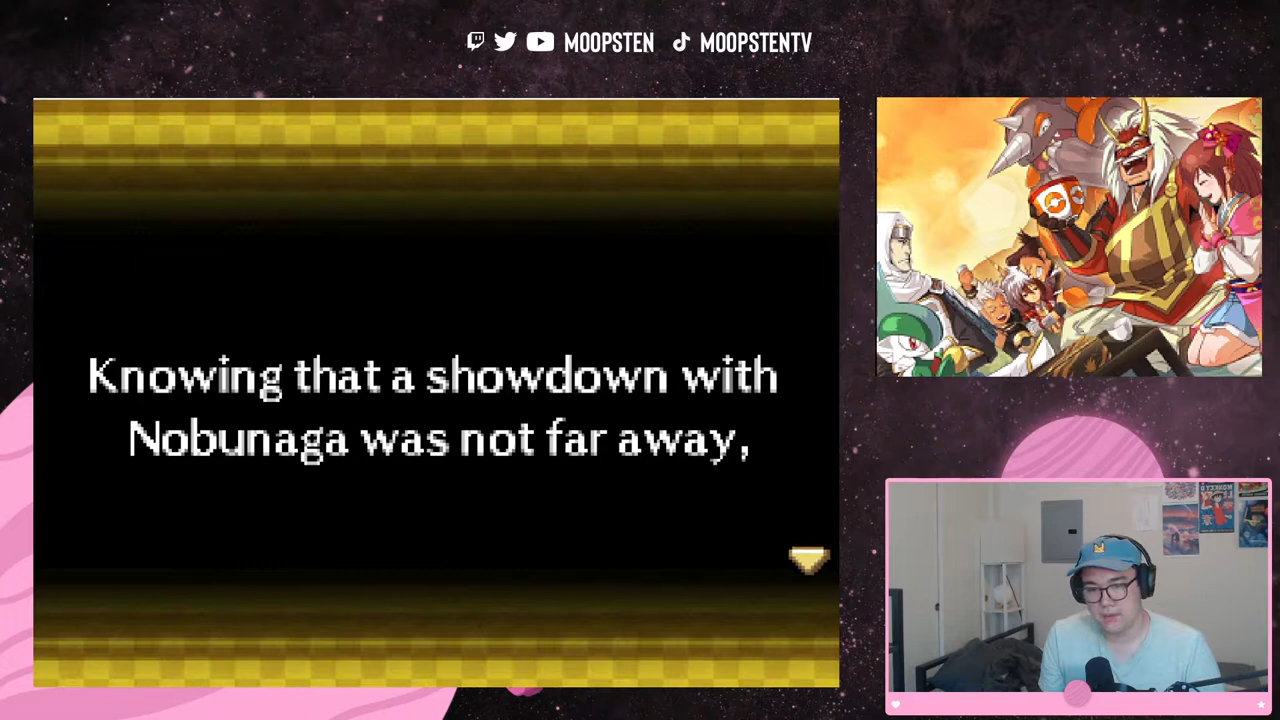 MOOPSTEN MOOPSTENTV
Knowing that a showdown with
Nobunaga was not far away,